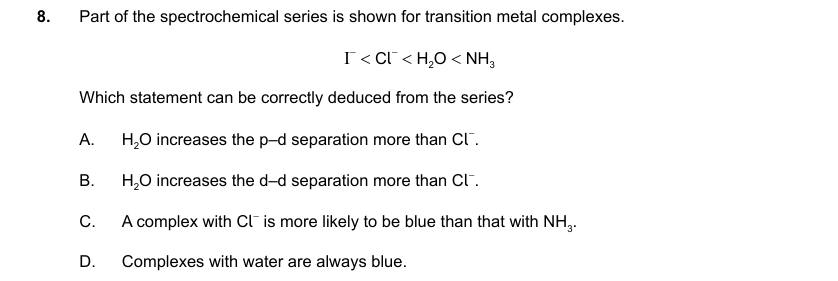 8. Part of the spectrochemical series is shown for transition metal complexes.
I⁻ < Cl⁻ < H₂O < NH₃
Which statement can be correctly deduced from the series?
A. H₂O increases the p–d separation more than Cl⁻.
B. H₂O increases the d–d separation more than Cl⁻.
C. A complex with Cl⁻ is more likely to be blue than that with NH₃.
D. Complexes with water are always blue.